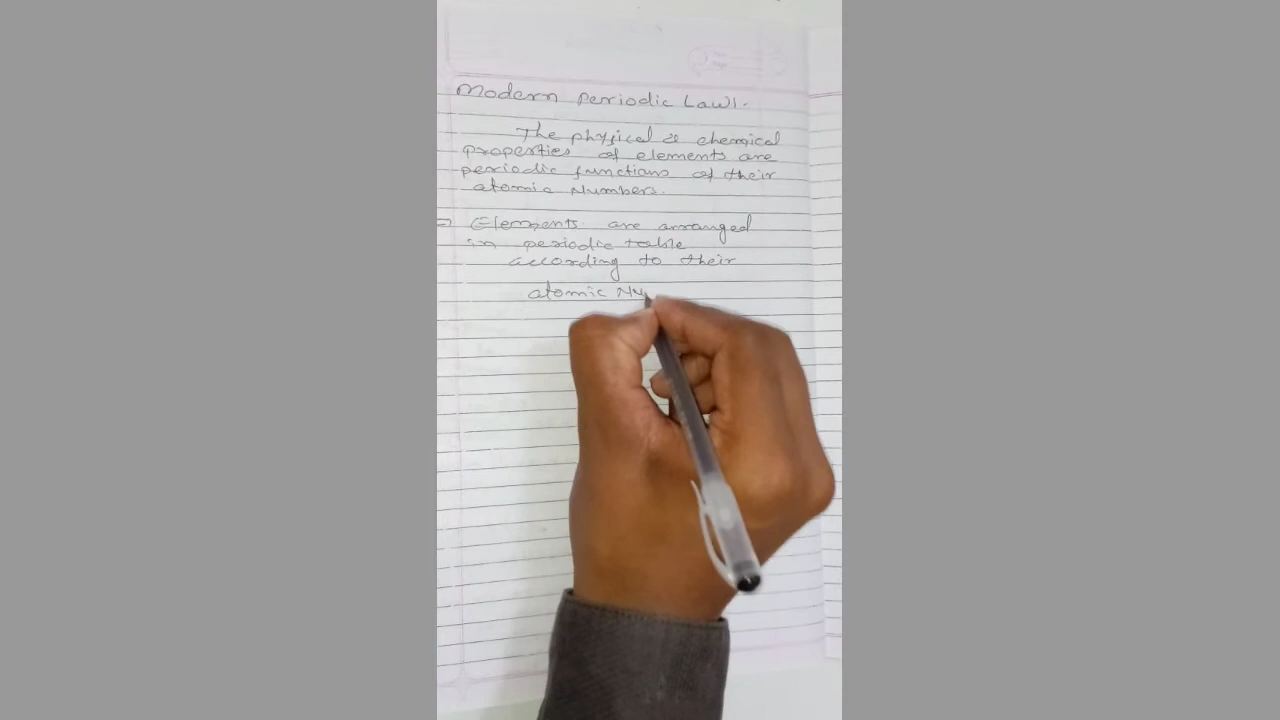 Modern Periodic Law:-
The physical & chemical
properties of elements are
periodic functions of their
atomic Numbers.
⇒ Elements are arranged
in periodic table
according to their
atomic Nu